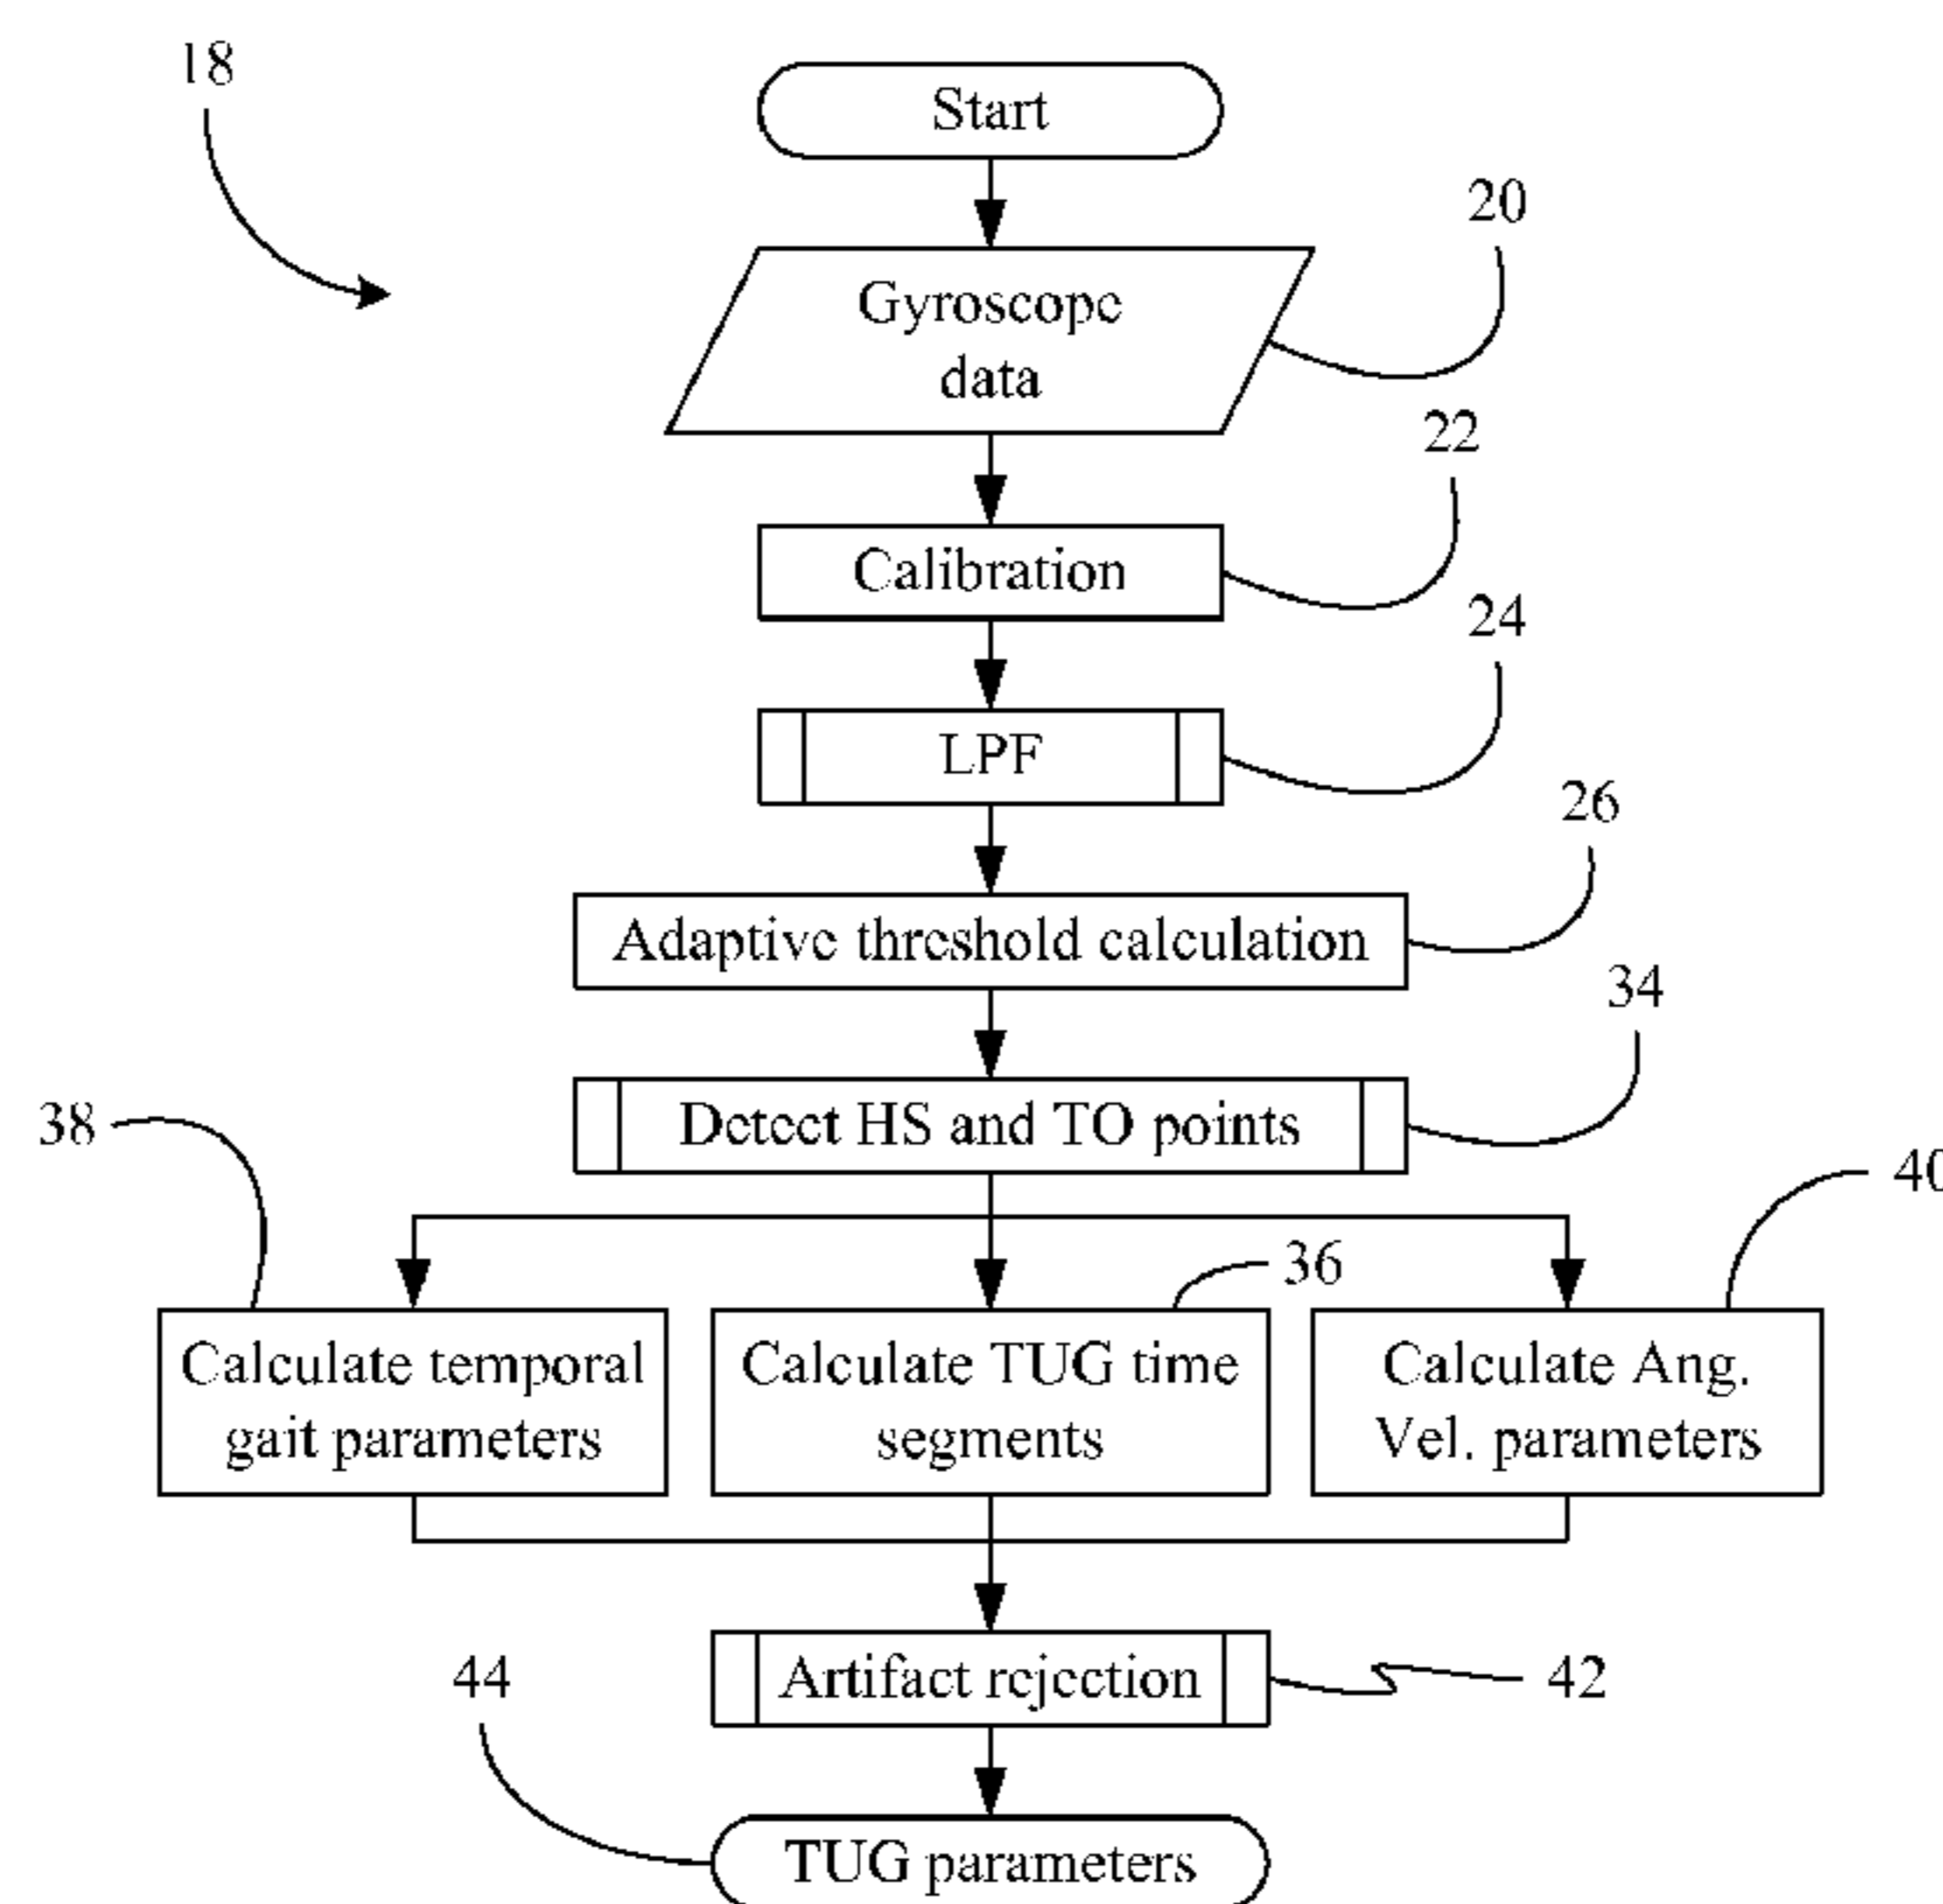 18
Start
20
Gyroscope
data
22
Calibration
24
LPF
26
Adaptive threshold calculation
34
Detect HS and TO points
38
40
36
Calculate temporal
gait parameters
Calculate TUG time
segments
Calculate Ang.
Vel. parameters
Artifact rejection
42
44
TUG parameters